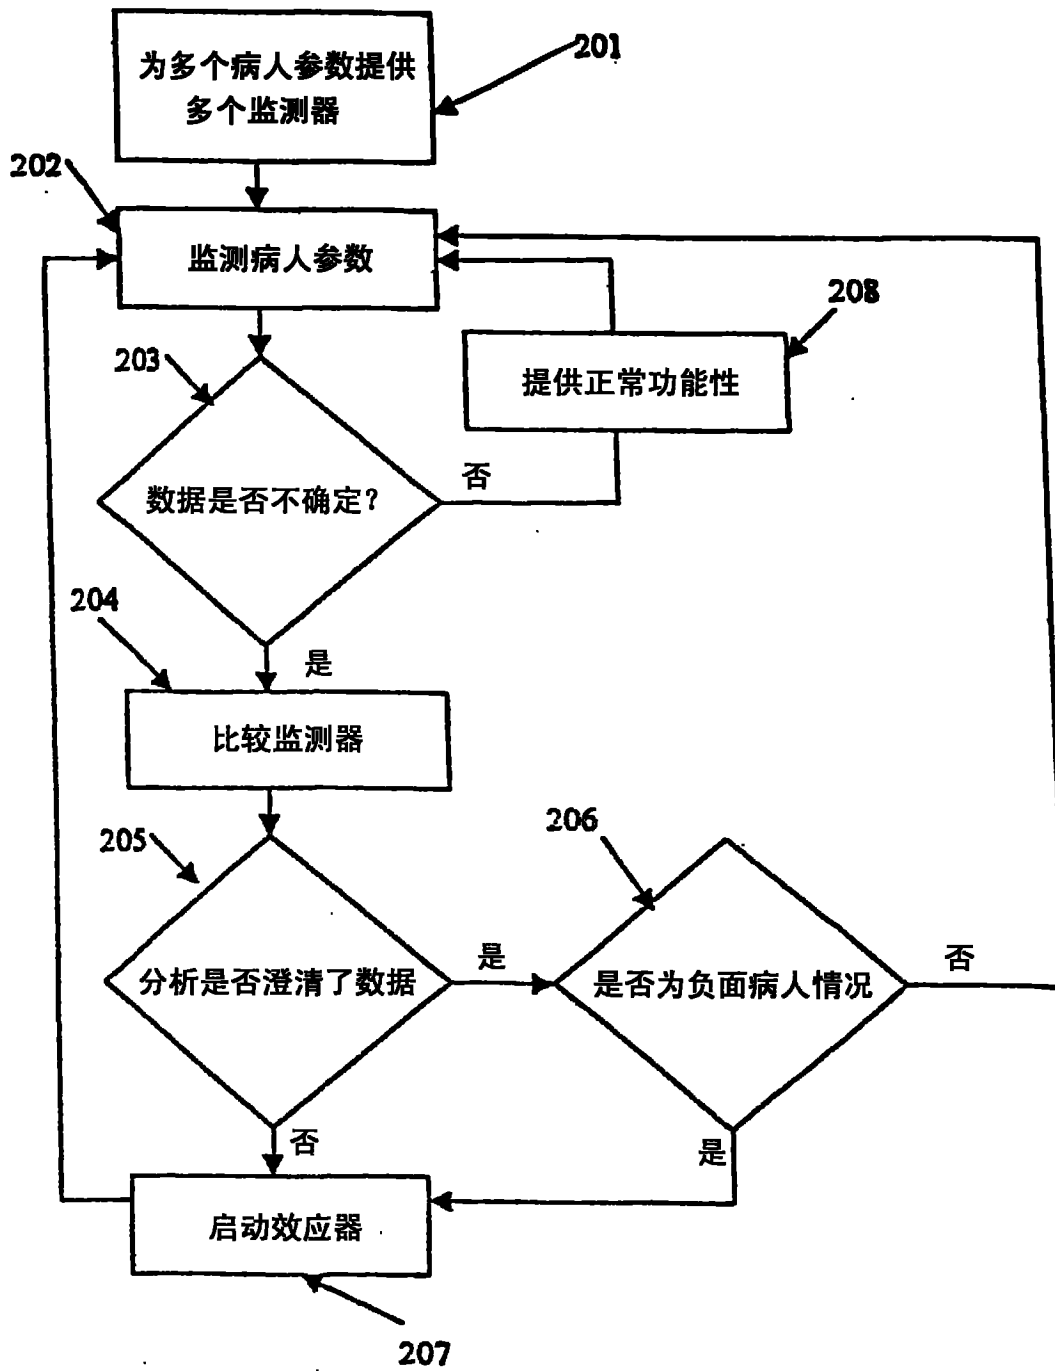 为多个病人参数提供
多个监测器
201
202
监测病人参数
208
提供正常功能性
203
数据是否不确定？
否
204
是
比较监测器
205
206
分析是否澄清了数据
是
是否为负面病人情况
否
否
是
启动效应器
207